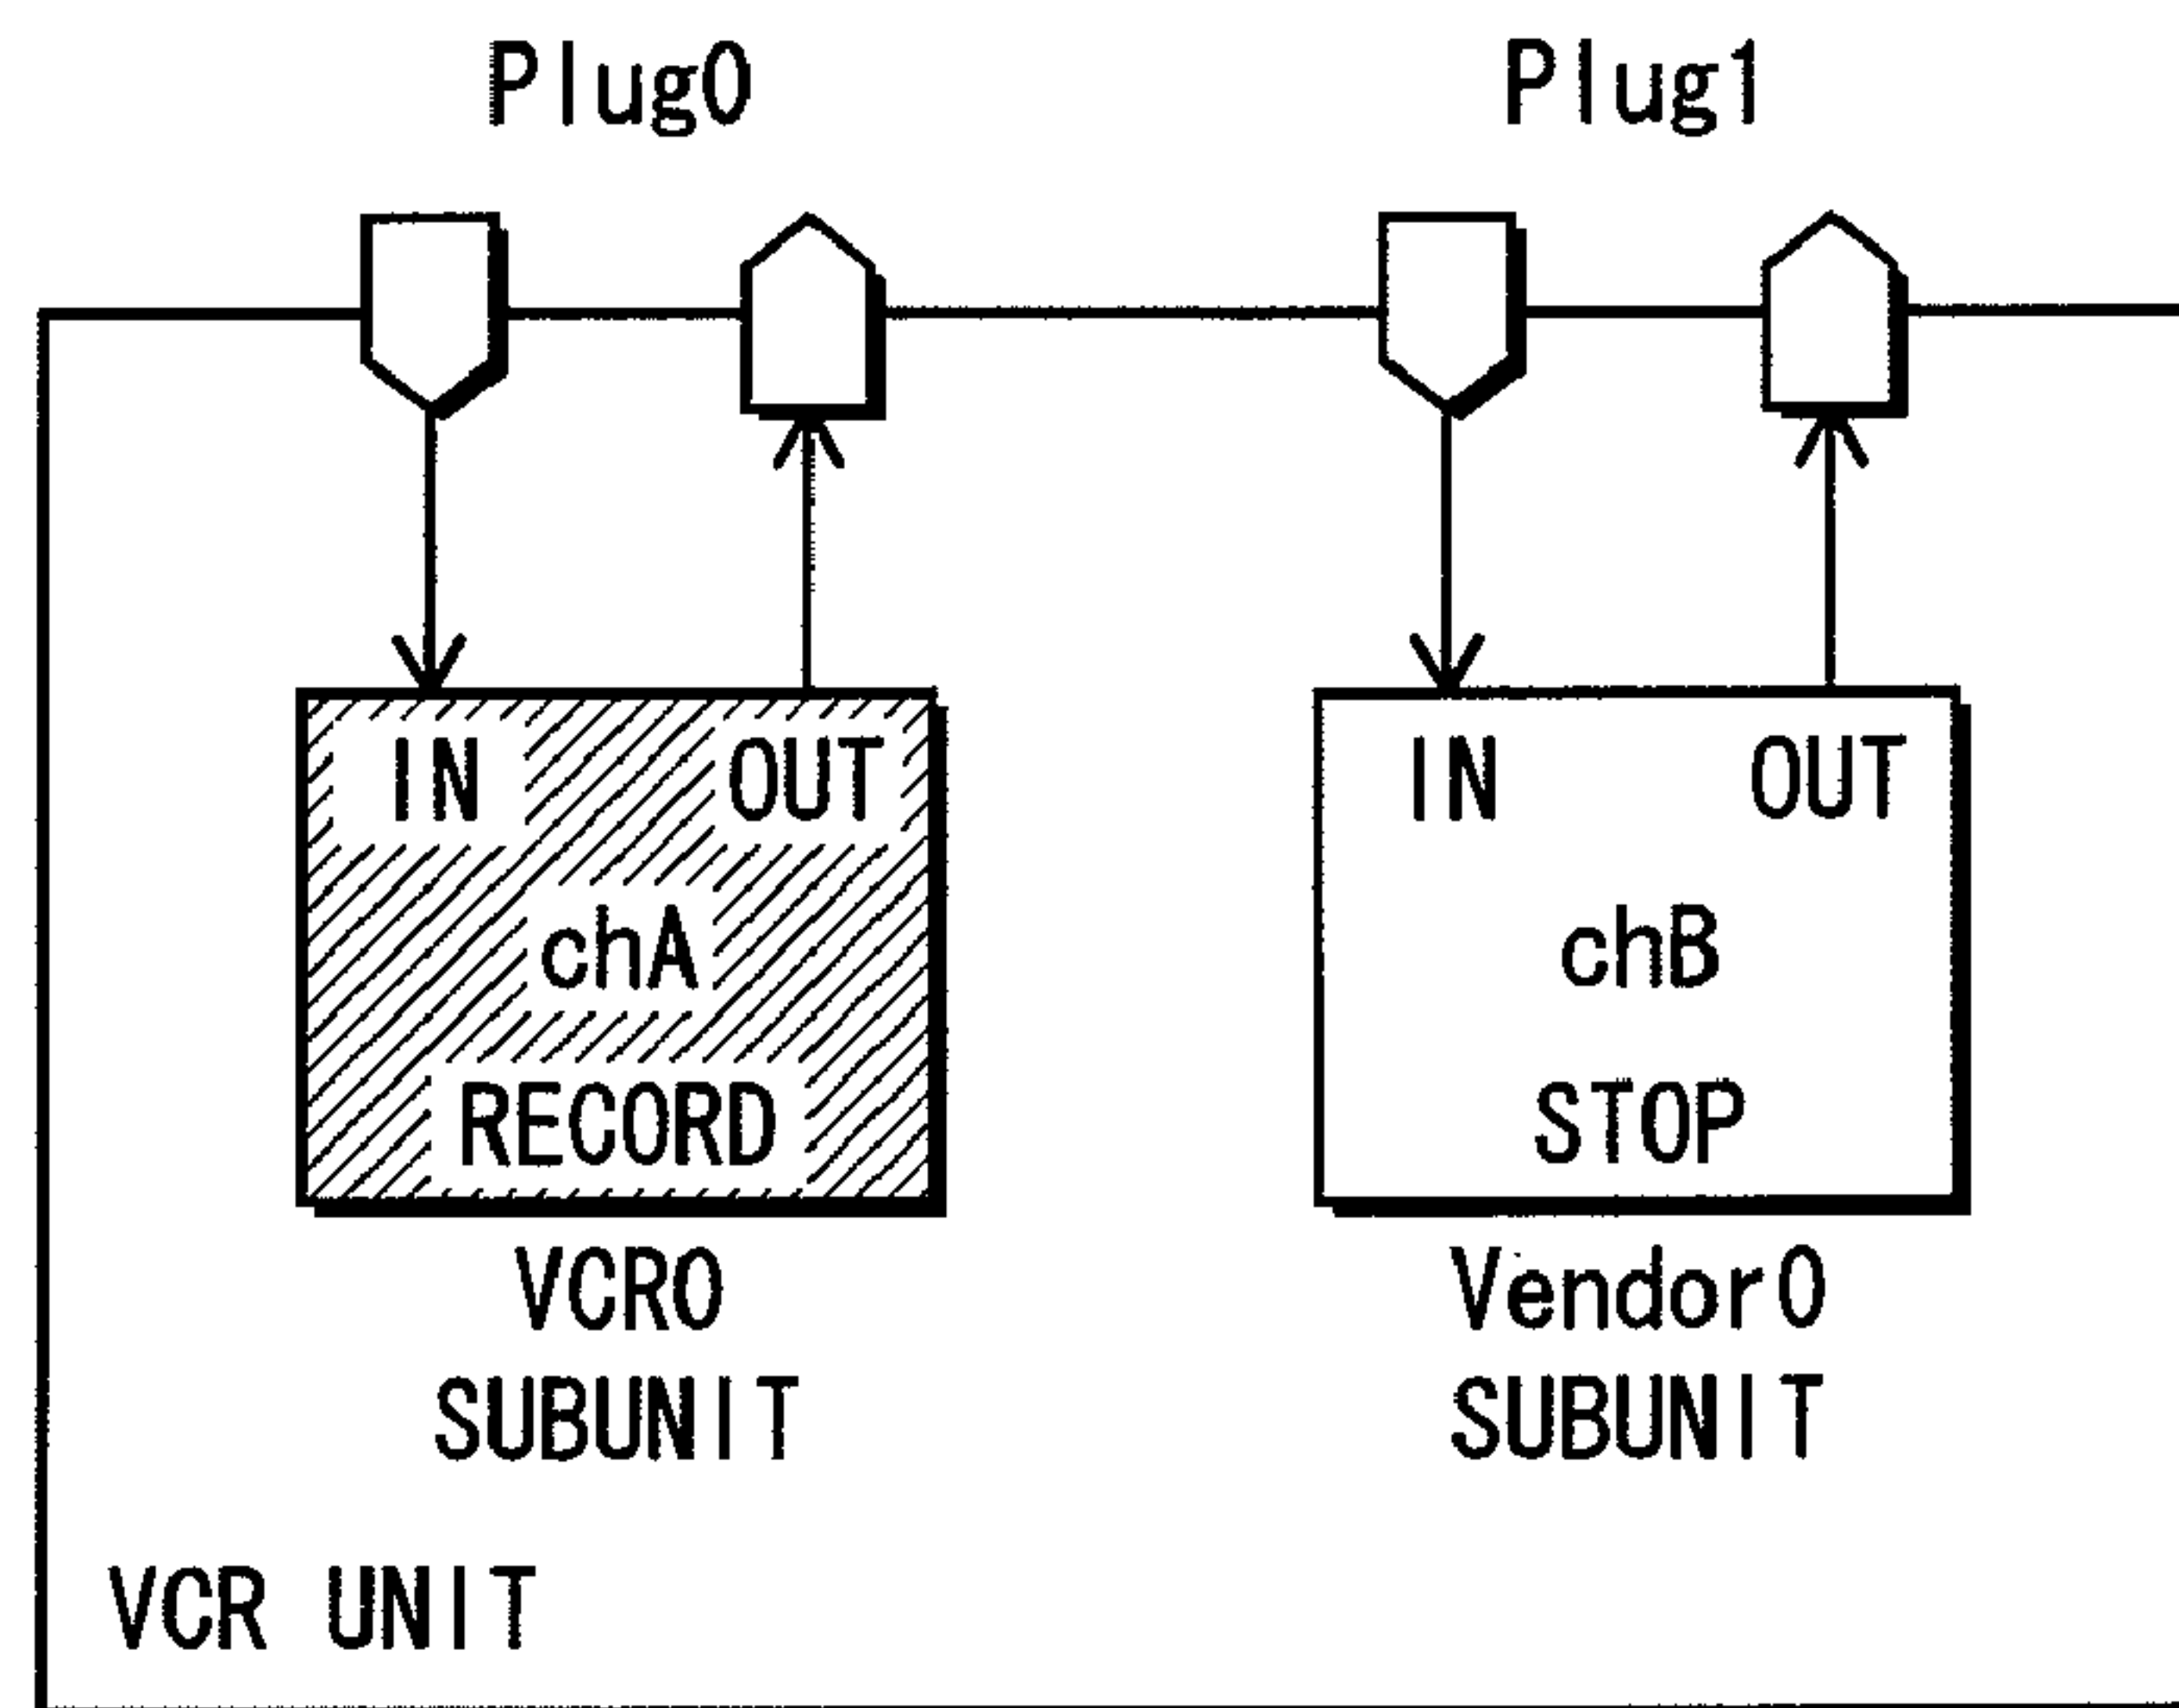 Plug0 Plug1
IN OUT IN OUT
chA chB
RECORD STOP
VCR0 Vendor0
SUBUNIT SUBUNIT
VCR UNIT